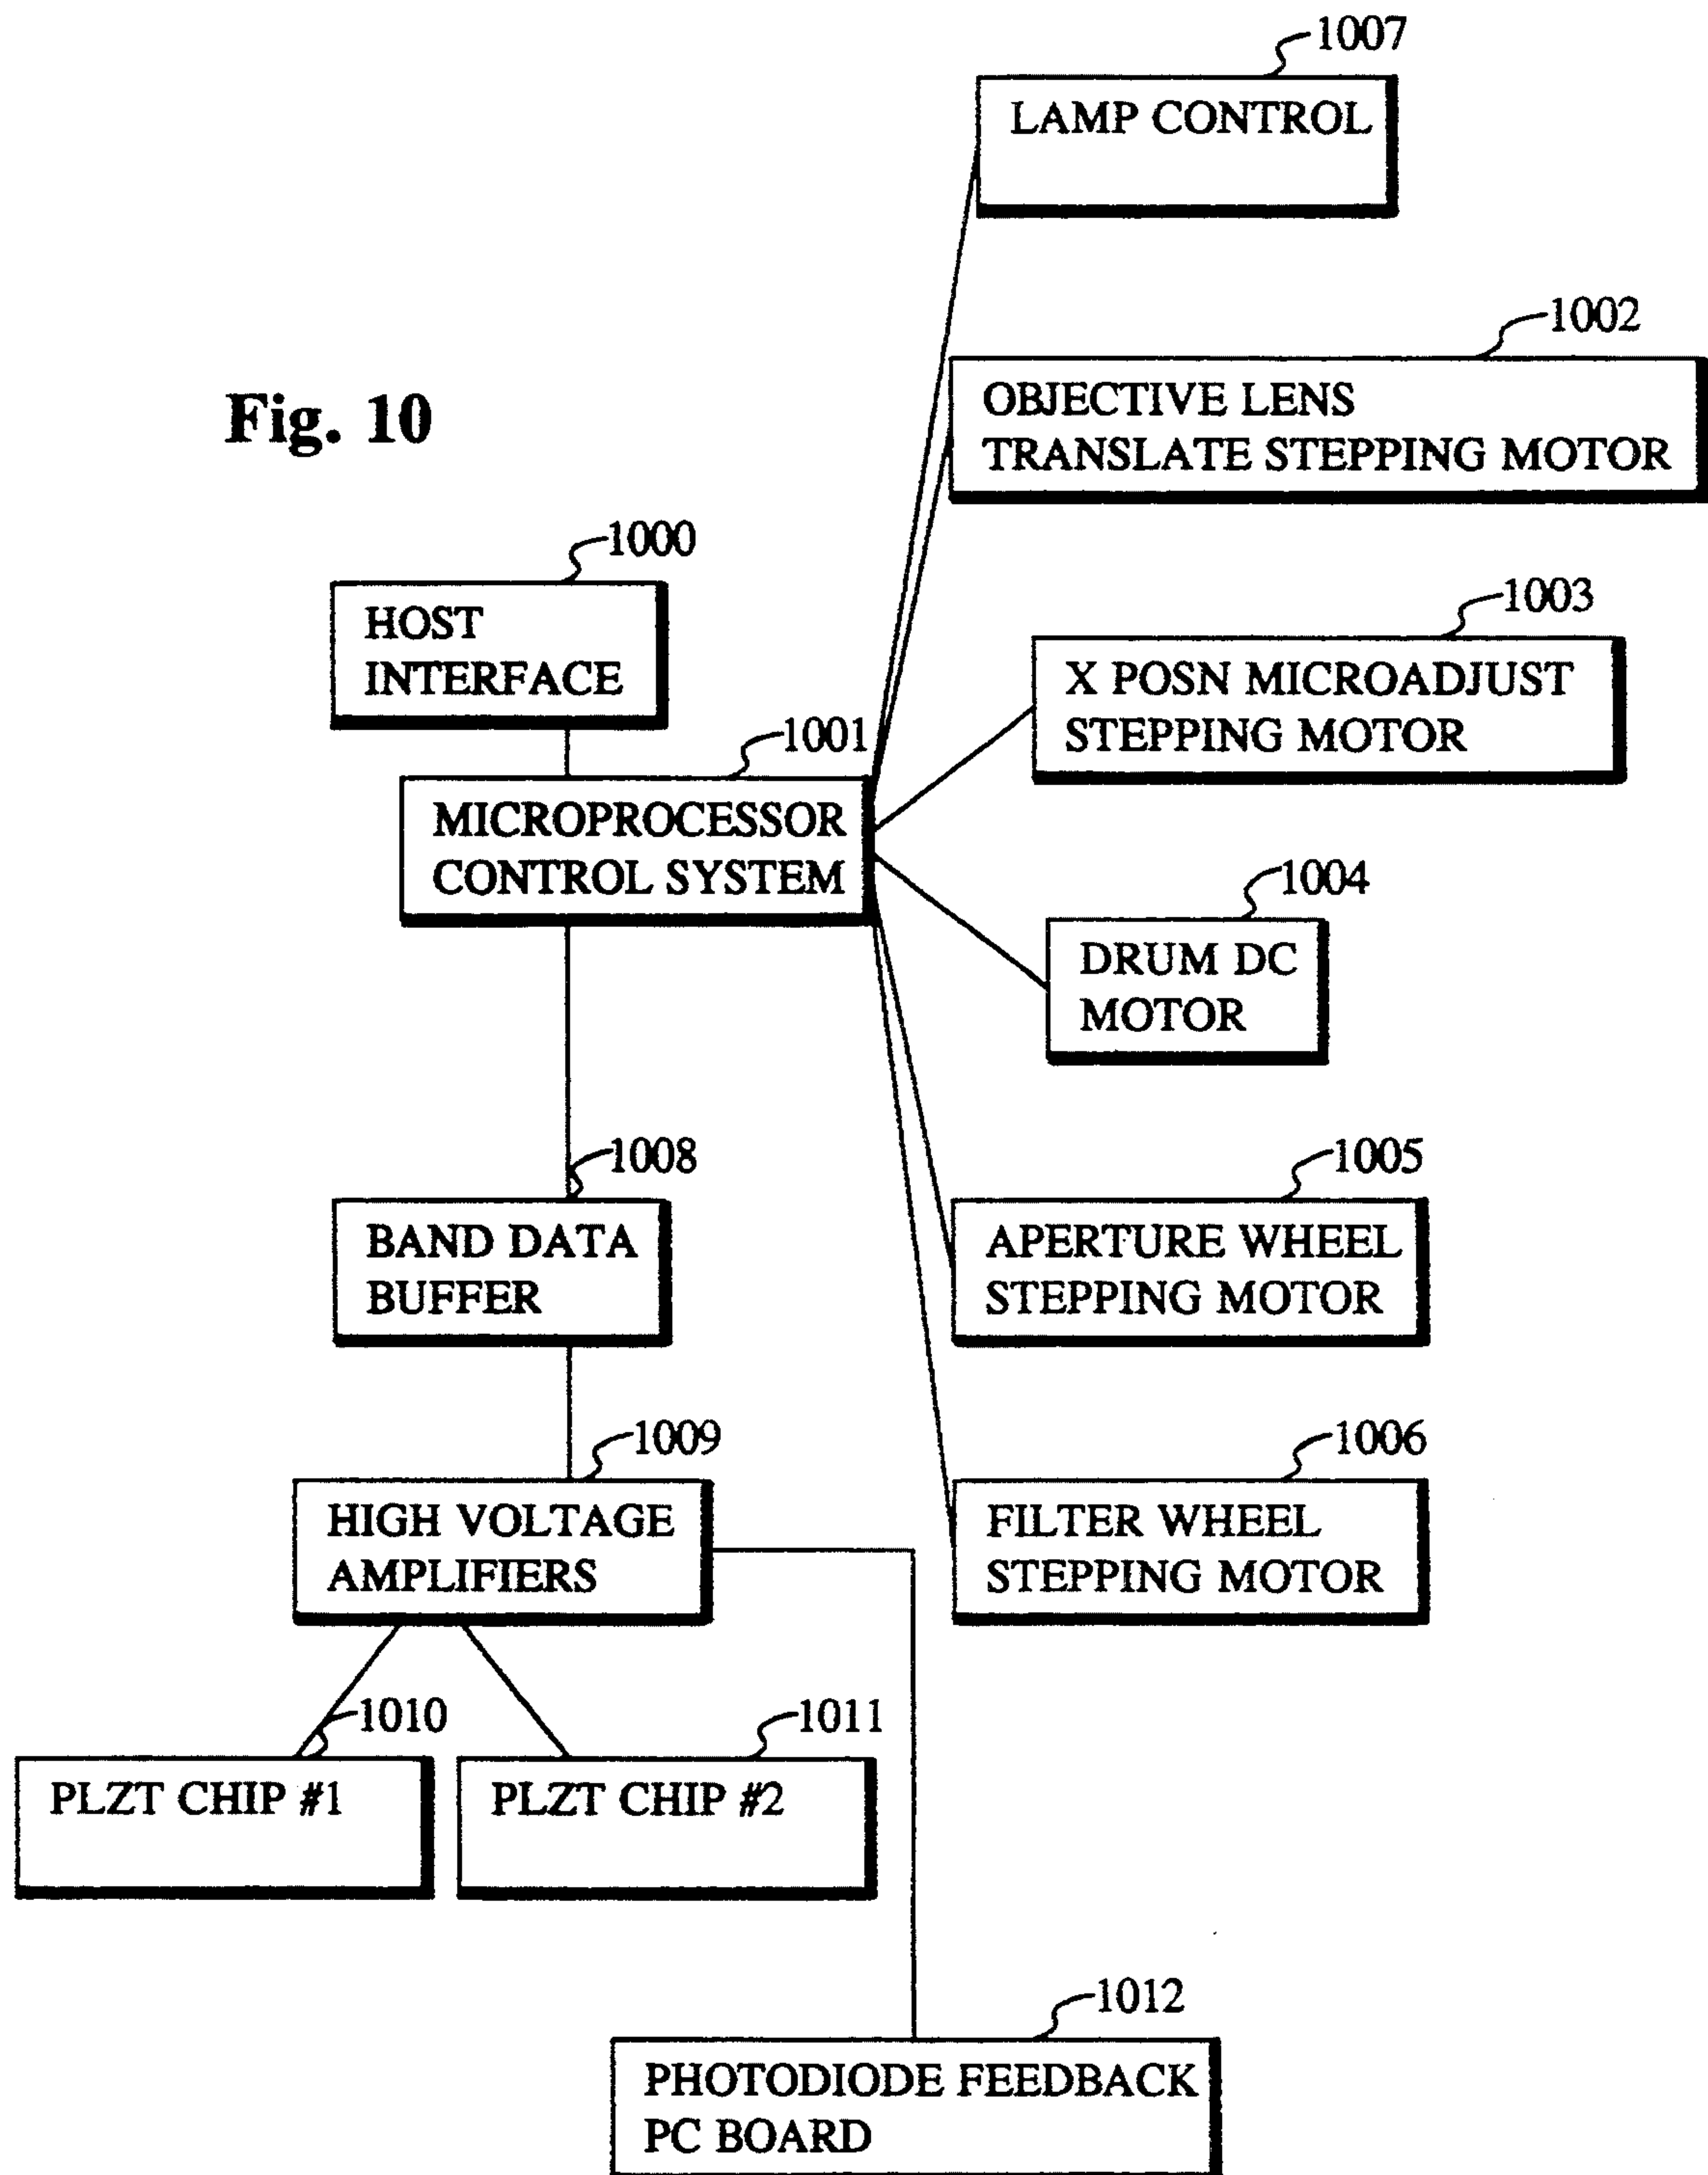 1007
LAMP CONTROL
1002
OBJECTIVE LENS
TRANSLATE STEPPING MOTOR
Fig. 10
1000
HOST
INTERFACE
1003
X POSN MICROADJUST
STEPPING MOTOR
1001
MICROPROCESSOR
CONTROL SYSTEM
1004
DRUM DC
MOTOR
1008
BAND DATA
BUFFER
1005
APERTURE WHEEL
STEPPING MOTOR
1009
HIGH VOLTAGE
AMPLIFIERS
1006
FILTER WHEEL
STEPPING MOTOR
1010
PLZT CHIP #1
1011
PLZT CHIP #2
1012
PHOTODIODE FEEDBACK
PC BOARD